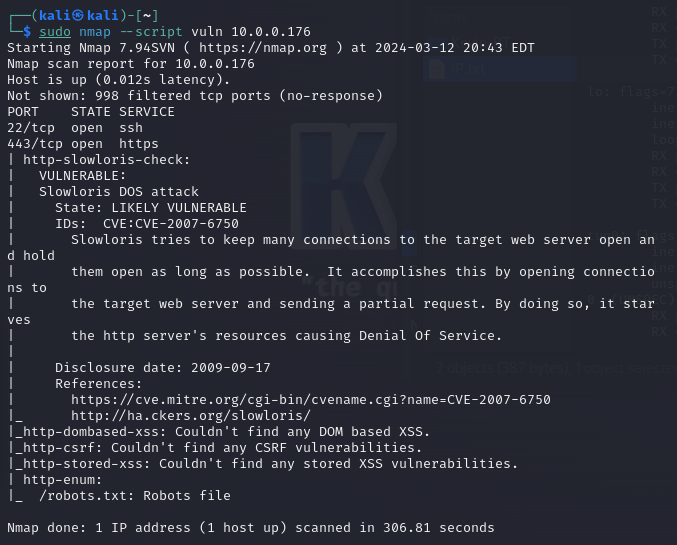 ┌──(kali㉿kali)-[~]
└─$ sudo nmap --script vuln 10.0.0.176
Starting Nmap 7.94SVN ( https://nmap.org ) at 2024-03-12 20:43 EDT
Nmap scan report for 10.0.0.176
Host is up (0.012s latency).
Not shown: 998 filtered tcp ports (no-response)
PORT    STATE SERVICE
22/tcp  open  ssh
443/tcp open  https
| http-slowloris-check:
|   VULNERABLE:
|   Slowloris DOS attack
|     State: LIKELY VULNERABLE
|     IDs:  CVE:CVE-2007-6750
|       Slowloris tries to keep many connections to the target web server open an
d hold
|       them open as long as possible.  It accomplishes this by opening connectio
ns to
|       the target web server and sending a partial request. By doing so, it star
ves
|       the http server's resources causing Denial Of Service.
|
|     Disclosure date: 2009-09-17
|     References:
|       https://cve.mitre.org/cgi-bin/cvename.cgi?name=CVE-2007-6750
|_      http://ha.ckers.org/slowloris/
|_http-dombased-xss: Couldn't find any DOM based XSS.
|_http-csrf: Couldn't find any CSRF vulnerabilities.
|_http-stored-xss: Couldn't find any stored XSS vulnerabilities.
| http-enum:
|_  /robots.txt: Robots file

Nmap done: 1 IP address (1 host up) scanned in 306.81 seconds